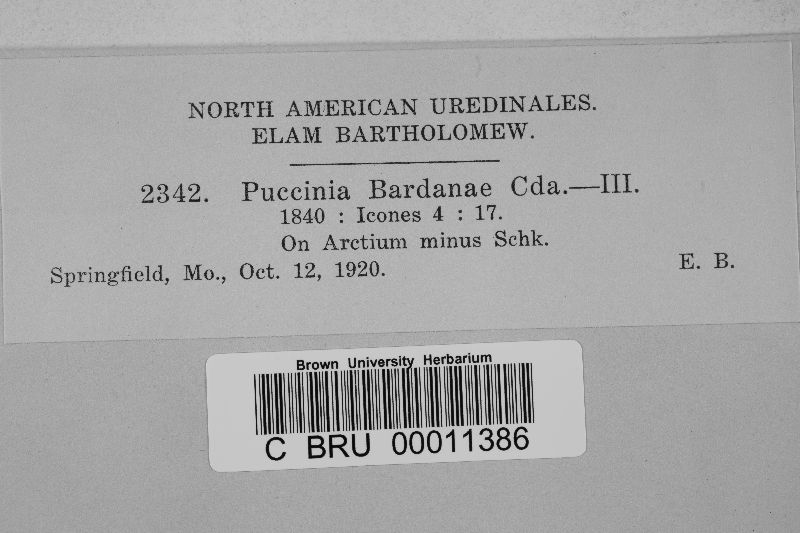 NORTH AMERICAN UREDINALES.
ELAM BARTHOLOMEW.
2342. Puccinia Bardanae Cda.—III.
1840 : Icones 4 : 17.
On Arctium minus Schk.
Springfield, Mo., Oct. 12, 1920. E. B.
Brown University Herbarium
C BRU 00011386